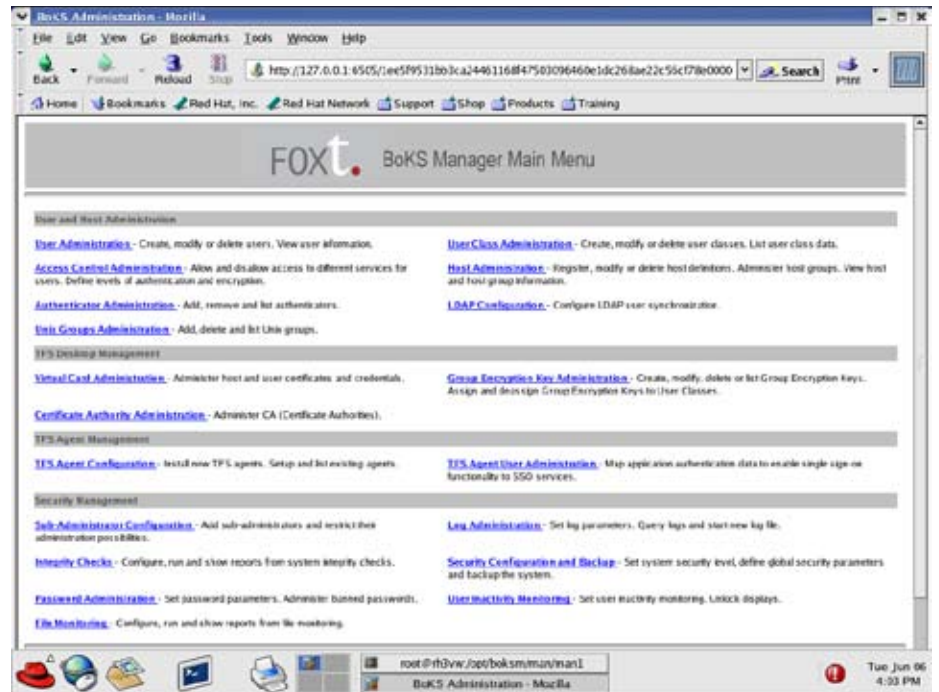 BoKS Administration - Mozilla
File Edit View Go Bookmarks Tools Window Help
Back Forward Reload Stop Search Print
Home Bookmarks Red Hat, Inc. Red Hat Network Support Shop Products Training
FOXt. BoKS Manager Main Menu
User and Host Administration
User Administration - Create, modify or delete users. View user information.
User Class Administration - Create, modify or delete user classes. List user class data.
Access Control Administration - Allow and disallow access to different services for
users. Define levels of authentication and encryption.
Host Administration - Register, modify or delete host definitions. Administer host groups. View host
and host group information.
Authenticator Administration - Add, remove and list authenticators.
LDAP Configuration - Configure LDAP user synchronization.
Unix Groups Administration - Add, delete and list Unix groups.
TFS Desktop Management
Virtual Card Administration - Administer host and user certificates and credentials.
Group Encryption Key Administration - Create, modify, delete or list Group Encryption Keys.
Assign and deassign Group Encryption Keys to User Classes.
Certificate Authority Administration - Administer CA (Certificate Authorities).
TFS Agent Management
TFS Agent Configuration - Install new TFS agents. Setup and list existing agents.
TFS Agent User Administration - Map application authentication data to enable single sign-on
functionality to SSO services.
Security Management
Sub-Administrator Configuration - Add sub-administrators and restrict their
administration possibilities.
Log Administration - Set log parameters. Query logs and start new log file.
Integrity Checks - Configure, run and show reports from system integrity checks.
Security Configuration and Backup - Set system security level, define global security parameters
and backup the system.
Password Administration - Set password parameters. Administer banned passwords.
User Inactivity Monitoring - Set user inactivity monitoring. Unlock displays.
File Monitoring - Configure, run and show reports from file monitoring.
root@rh3vw:/opt/boksm/man/man1
BoKS Administration - Mozilla
Tue Jun 06
4:03 PM